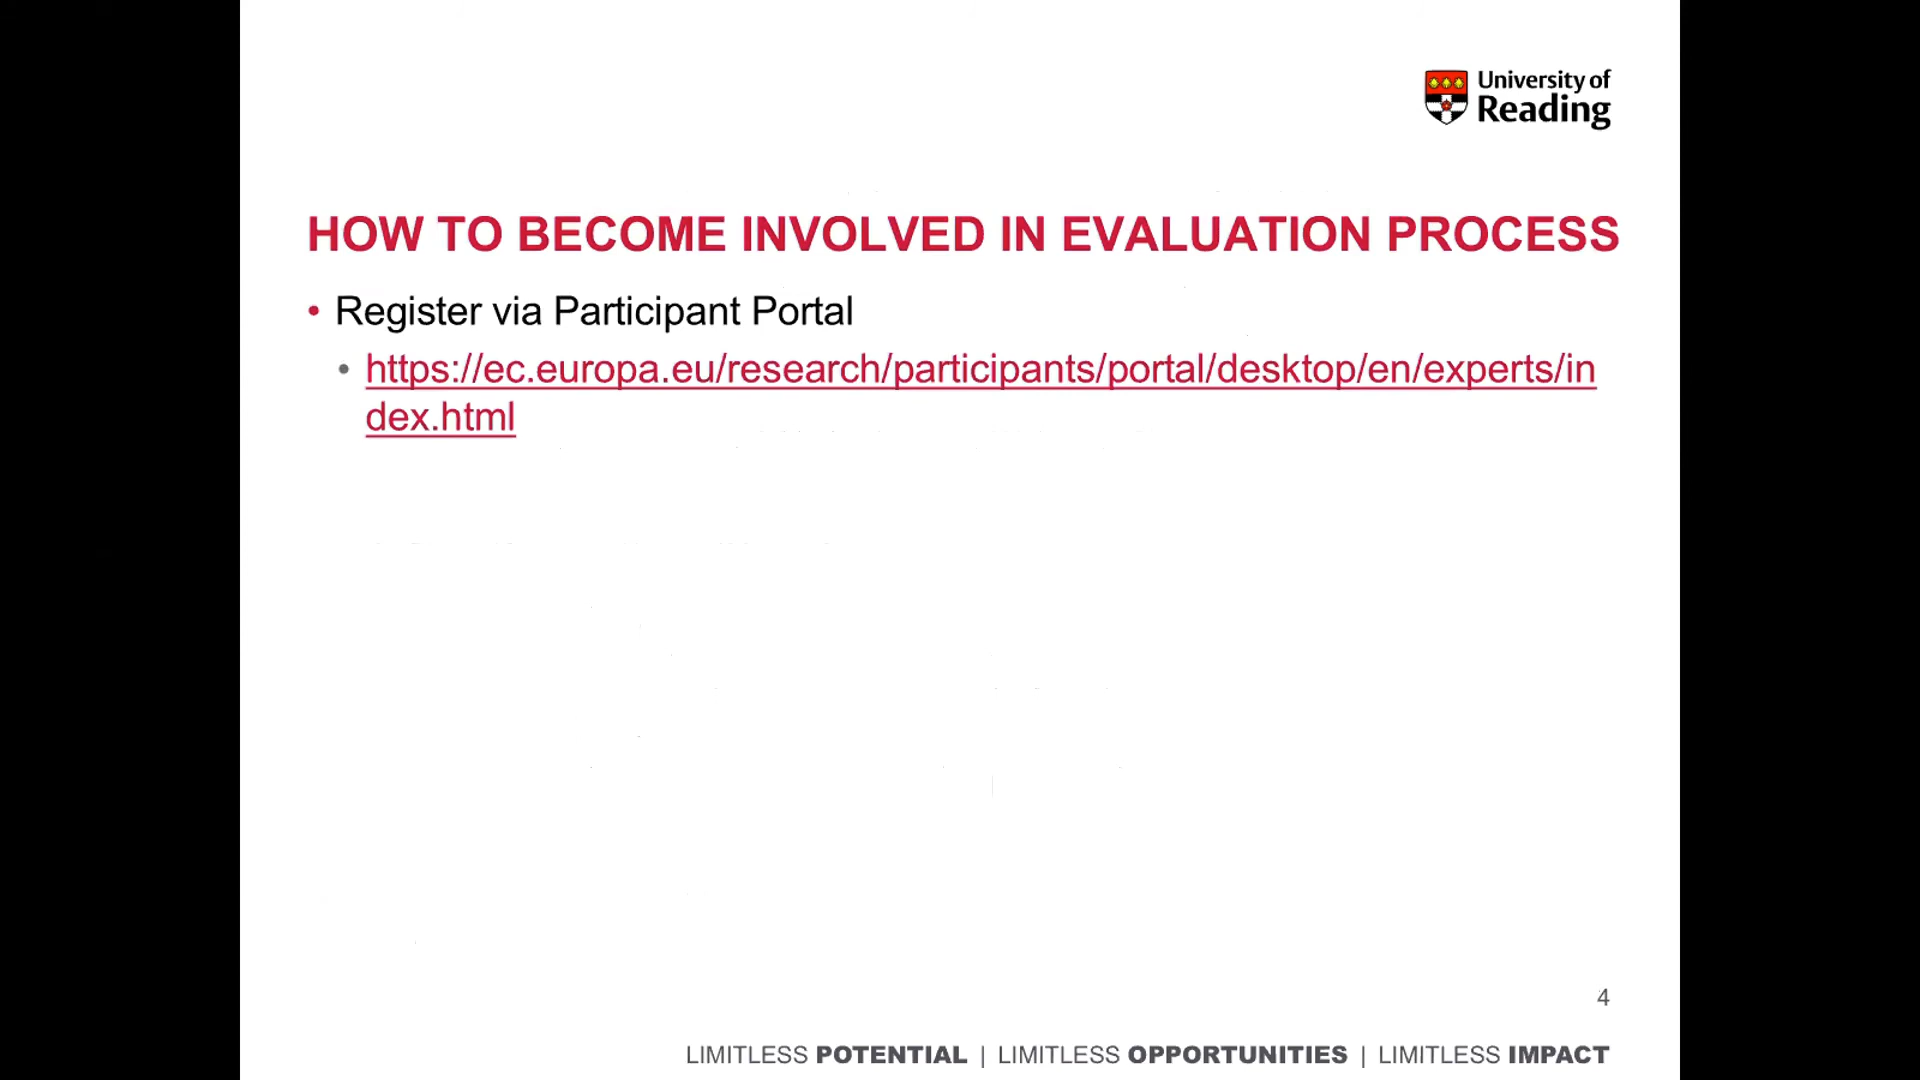 University of
Reading
HOW TO BECOME INVOLVED IN EVALUATION PROCESS
• Register via Participant Portal
• https://ec.europa.eu/research/participants/portal/desktop/en/experts/in
dex.html
4
LIMITLESS POTENTIAL | LIMITLESS OPPORTUNITIES | LIMITLESS IMPACT